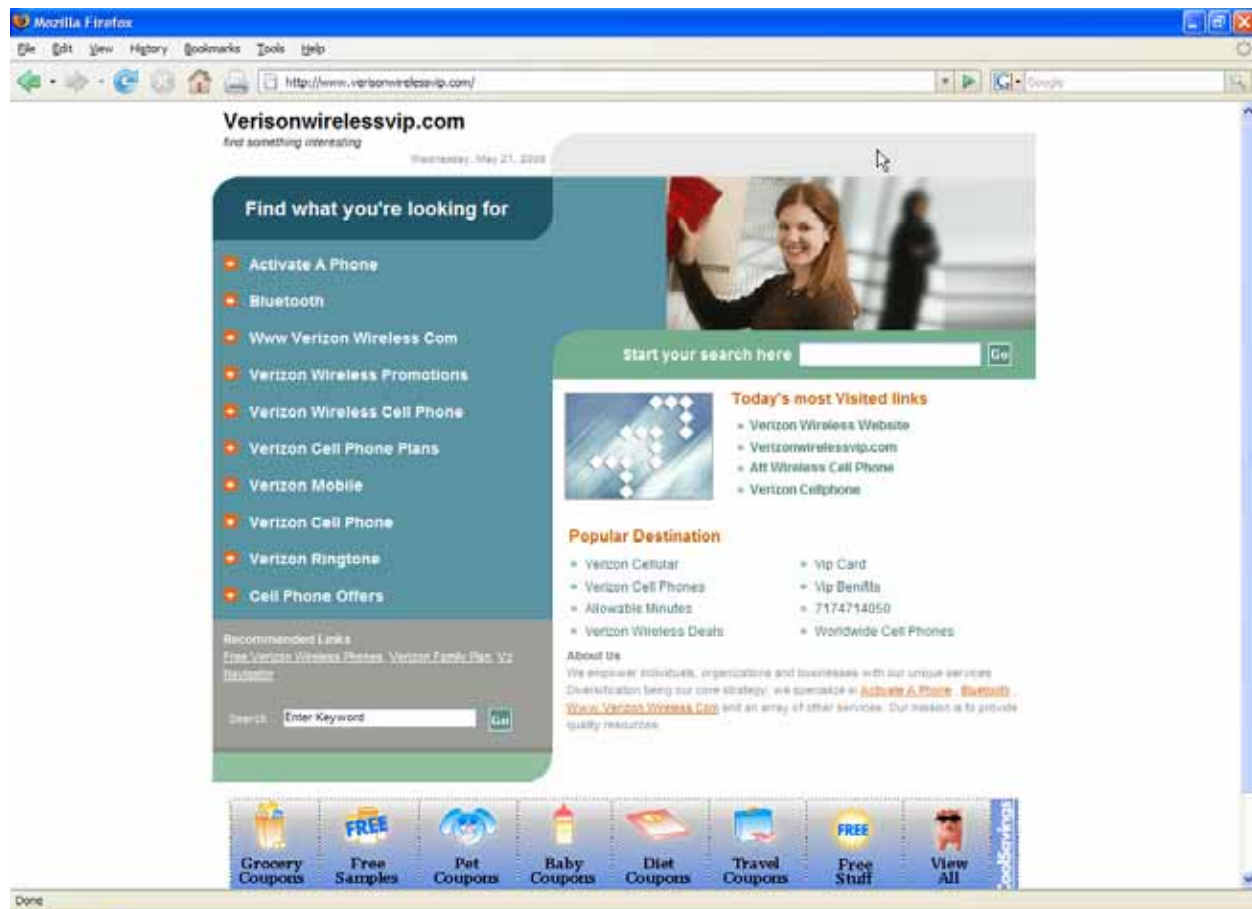 Mozilla Firefox
File Edit View History Bookmarks Tools Help
http://www.verisonwirelessvip.com/
Google
Verisonwirelessvip.com
find something interesting
Wednesday, May 21, 2008
Find what you're looking for
Activate A Phone
Bluetooth
Www Verizon Wireless Com
Verizon Wireless Promotions
Verizon Wireless Cell Phone
Verizon Cell Phone Plans
Verizon Mobile
Verizon Cell Phone
Verizon Ringtone
Cell Phone Offers
Recommended Links
Free Verizon Wireless Phones, Verizon Family Plan, Vz
Navigator
Search Enter Keyword Go
Start your search here Go
Today's most Visited links
Verizon Wireless Website
Verizonwirelessvip.com
Att Wireless Cell Phone
Verizon Cellphone
Popular Destination
Verizon Cellular
Verizon Cell Phones
Allowable Minutes
Verizon Wireless Deals
Vip Card
Vip Benifits
7174714050
Worldwide Cell Phones
About Us
We empower individuals, organizations and businesses with our unique services
Diversification being our core strategy, we specialize in Activate A Phone , Bluetooth ,
Www. Verizon Wireless Com and an array of other services. Our mission is to provide
quality resources.
Grocery Coupons
Free Samples
Pet Coupons
Baby Coupons
Diet Coupons
Travel Coupons
FREE
FREE
Free Stuff
View All
CoolSavings
Done